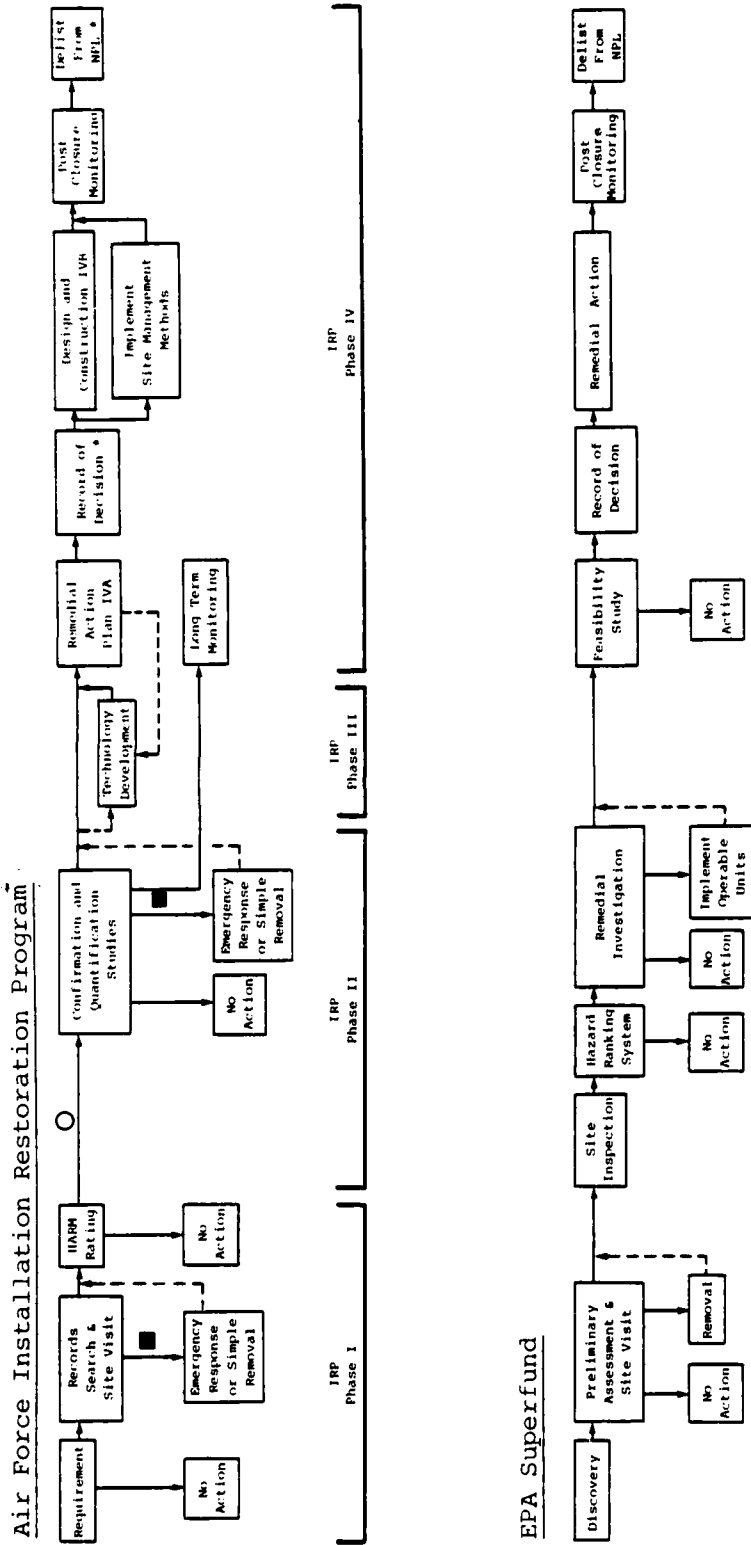 Air Force Installation Restoration Program
Requirement
No
Action
Records
Search &
Site Visit
Emergency
Response
or Simple
Removal
HARM
Rating
No
Action
Confirmation and
Quantification
Studies
No
Action
Emergency
Response
or Simple
Removal
Technology
Development
Long Term
Monitoring
Remedial
Action
Plan IVA
Record of
Decision *
Design and
Construction IVB
Implement
Site Management
Methods
Post
Closure
Monitoring
Delist
From
NPL *
IRP
Phase I
IRP
Phase II
IRP
Phase III
IRP
Phase IV
EPA Superfund
Discovery
Preliminary
Assessment &
Site Visit
No
Action
Removal
Site
Inspection
Hazard
Ranking
System
No
Action
Remedial
Investigation
No
Action
Implement
Operable
Units
Feasibility
Study
No
Action
Record of
Decision
Remedial Action
Post
Closure
Monitoring
Delist
From
NPL